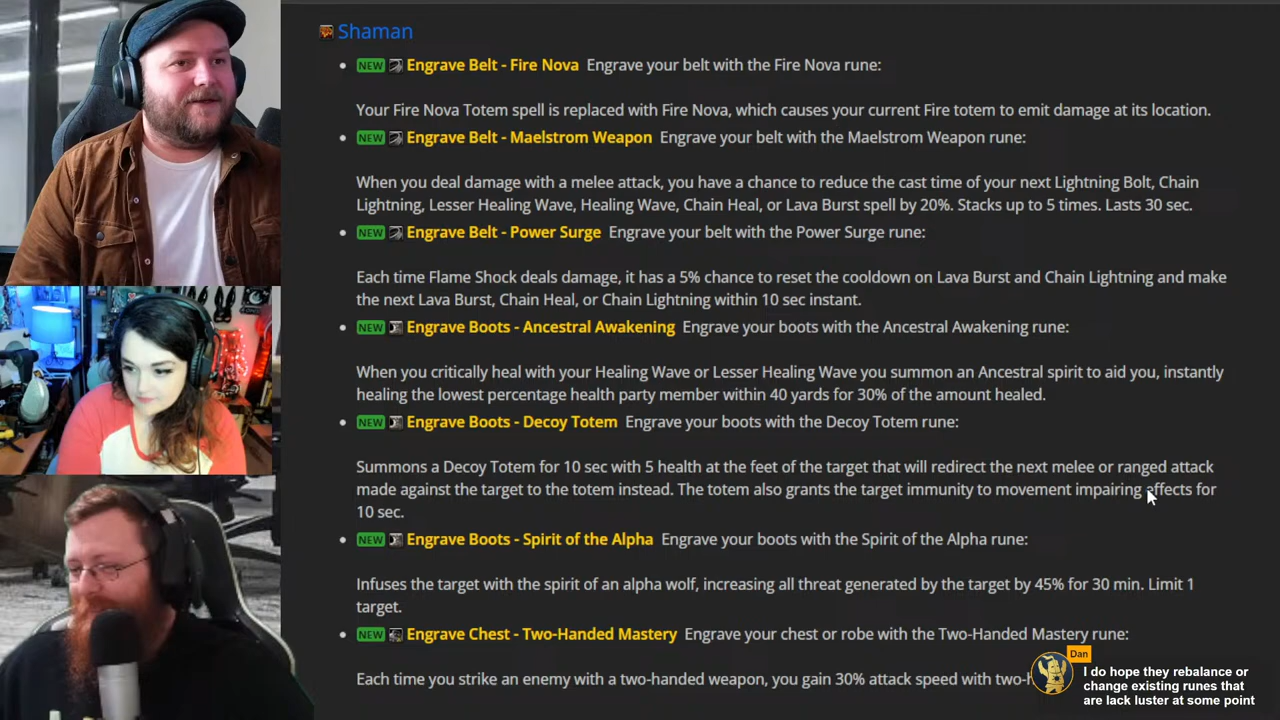 Shaman
NEW Engrave Belt - Fire Nova Engrave your belt with the Fire Nova rune:
Your Fire Nova Totem spell is replaced with Fire Nova, which causes your current Fire totem to emit damage at its location.
NEW Engrave Belt - Maelstrom Weapon Engrave your belt with the Maelstrom Weapon rune:
When you deal damage with a melee attack, you have a chance to reduce the cast time of your next Lightning Bolt, Chain
Lightning, Lesser Healing Wave, Healing Wave, Chain Heal, or Lava Burst spell by 20%. Stacks up to 5 times. Lasts 30 sec.
NEW Engrave Belt - Power Surge Engrave your belt with the Power Surge rune:
Each time Flame Shock deals damage, it has a 5% chance to reset the cooldown on Lava Burst and Chain Lightning and make
the next Lava Burst, Chain Heal, or Chain Lightning within 10 sec instant.
NEW Engrave Boots - Ancestral Awakening Engrave your boots with the Ancestral Awakening rune:
When you critically heal with your Healing Wave or Lesser Healing Wave you summon an Ancestral spirit to aid you, instantly
healing the lowest percentage health party member within 40 yards for 30% of the amount healed.
NEW Engrave Boots - Decoy Totem Engrave your boots with the Decoy Totem rune:
Summons a Decoy Totem for 10 sec with 5 health at the feet of the target that will redirect the next melee or ranged attack
made against the target to the totem instead. The totem also grants the target immunity to movement impairing affects for
10 sec.
NEW Engrave Boots - Spirit of the Alpha Engrave your boots with the Spirit of the Alpha rune:
Infuses the target with the spirit of an alpha wolf, increasing all threat generated by the target by 45% for 30 min. Limit 1
target.
NEW Engrave Chest - Two-Handed Mastery Engrave your chest or robe with the Two-Handed Mastery rune:
Each time you strike an enemy with a two-handed weapon, you gain 30% attack speed with two-
Dan
I do hope they rebalance or
change existing runes that
are lack luster at some point